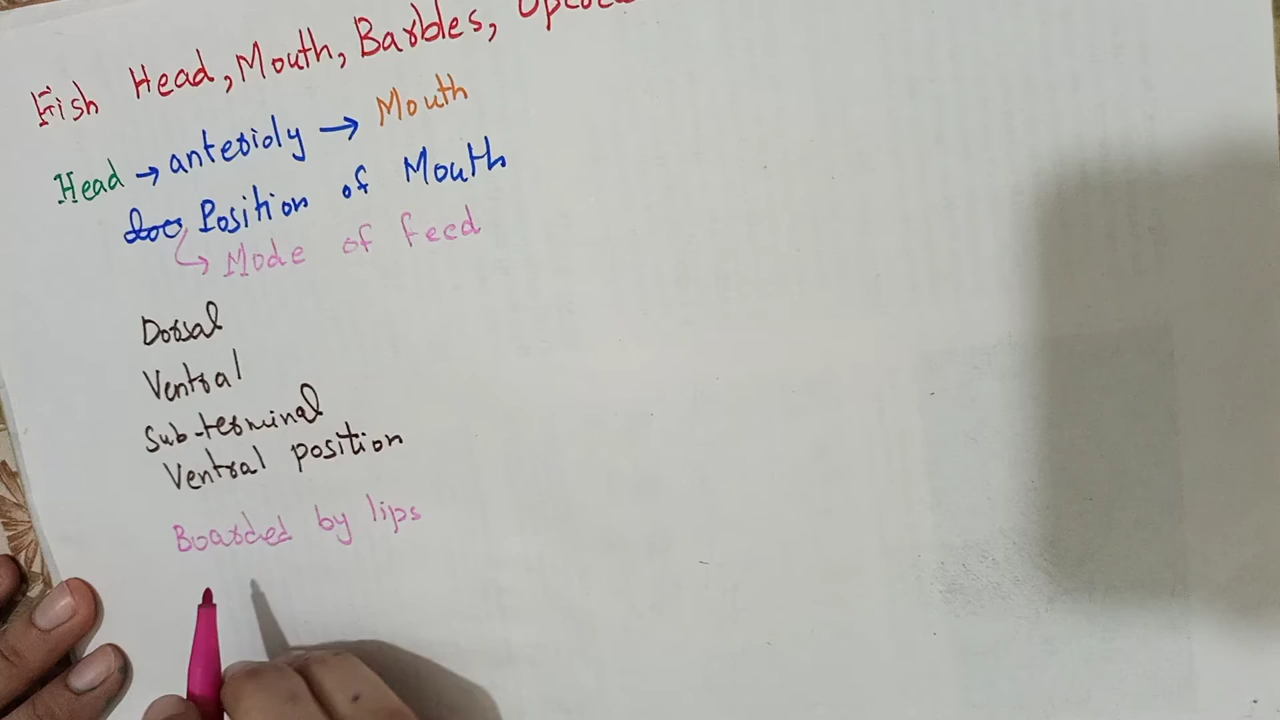 Fish Head, Mouth, Barbles,
Head → anterioly → Mouth
Position of Mouth
↳ Mode of feed
Dorsal
Ventral
Sub-terminal
Ventral position
Boarded by lips